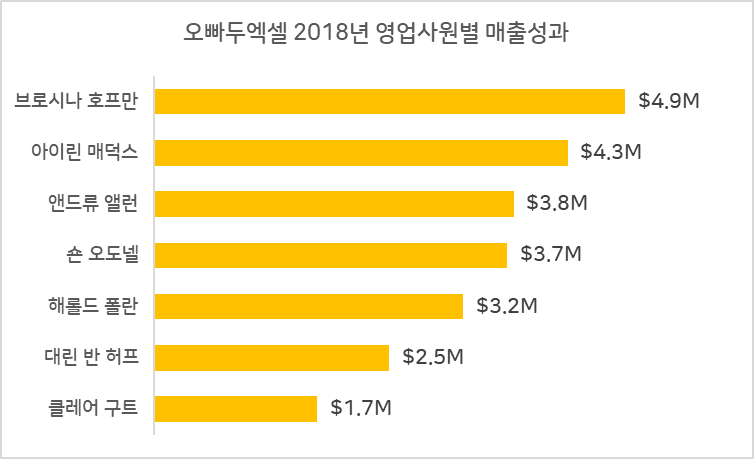 오빠두엑셀 2018년 영업사원별 매출성과
브로시나 호프만 $4.9M
아이린 매덕스 $4.3M
앤드류 앨런 $3.8M
숀 오도넬 $3.7M
해롤드 폴란 $3.2M
대린 반 허프 $2.5M
클레어 구트 $1.7M